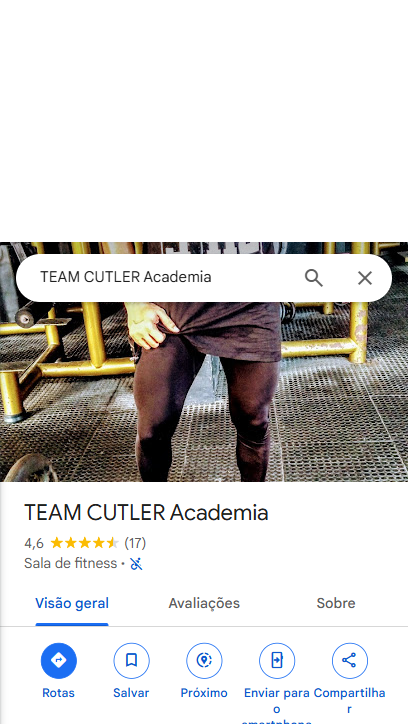 TEAM CUTLER Academia
TEAM CUTLER Academia
4,6 (17)
Sala de fitness ·
Visão geral
Avaliações
Sobre
Rotas
Salvar
Próximo
Enviar para o smartphone
Compartilhar